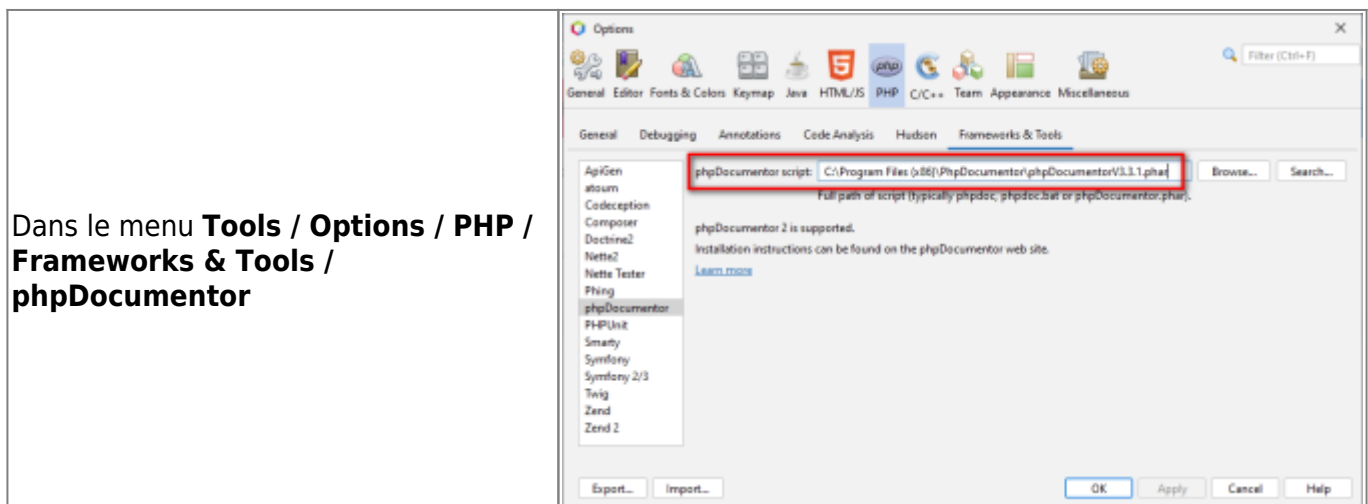 Dans le menu Tools / Options / PHP /
Frameworks & Tools /
phpDocumentor
Options
Filter (Ctrl+F)
General Editor Fonts & Colors Keymap Java HTML/JS PHP C/C++ Team Appearance Miscellaneous
General Debugging Annotations Code Analysis Hudson Frameworks & Tools
ApiGen
atoum
Codeception
Composer
Doctrine2
Nette2
Nette Tester
Phing
phpDocumentor
PHPUnit
Smarty
Symfony
Symfony 2/3
Twig
Zend
Zend 2
phpDocumentor script: C:\Program Files (x86)\PhpDocumentor\phpDocumentorV3.3.1.phar Browse... Search...
Full path of script (typically phpdoc, phpdoc.bat or phpDocumentor.phar).
phpDocumentor 2 is supported.
Installation instructions can be found on the phpDocumentor web site.
Learn more
Export... Import... OK Apply Cancel Help